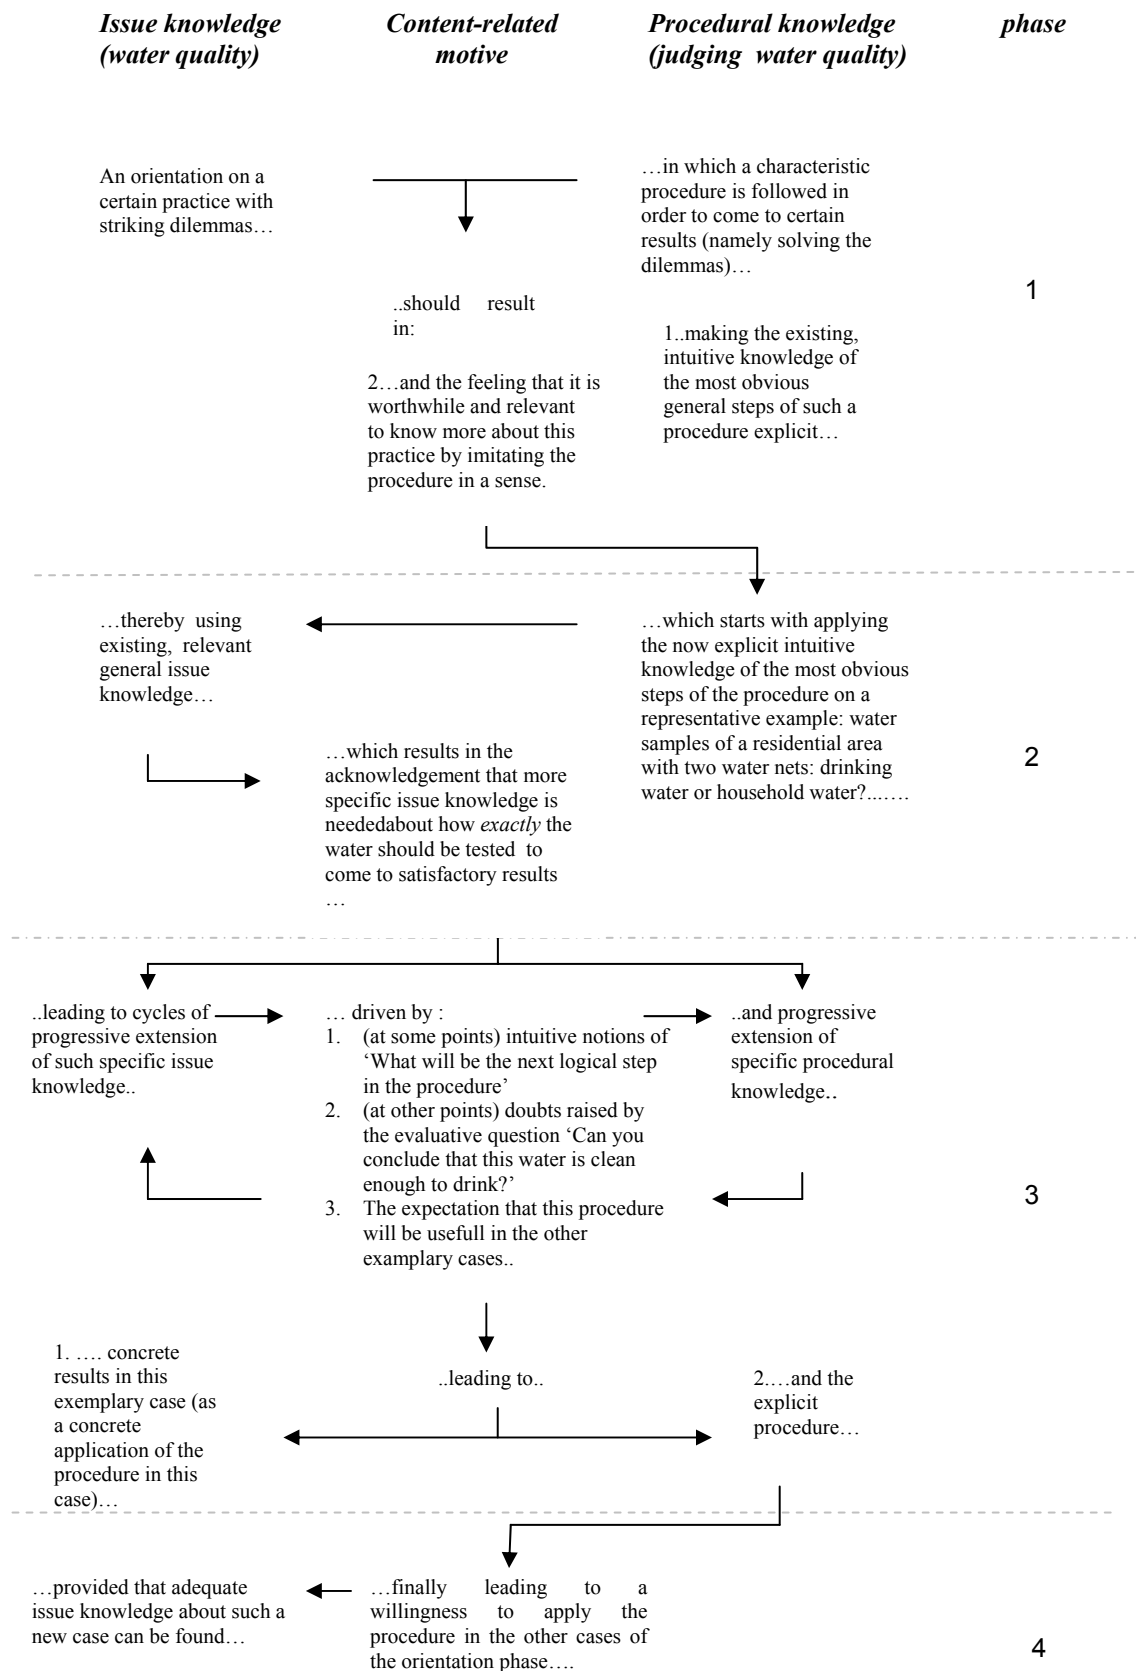 Issue knowledge
(water quality)
Content-related
motive
Procedural knowledge
(judging water quality)
phase
An orientation on a
certain practice with
striking dilemmas…
…in which a characteristic
procedure is followed in
order to come to certain
results (namely solving the
dilemmas)…
1
..should result
in:
1..making the existing,
intuitive knowledge of
the most obvious
general steps of such a
procedure explicit…
2…and the feeling that it is
worthwhile and relevant
to know more about this
practice by imitating the
procedure in a sense.
…thereby using
existing, relevant
general issue
knowledge…
…which starts with applying
the now explicit intuitive
knowledge of the most obvious
steps of the procedure on a
representative example: water
samples of a residential area
with two water nets: drinking
water or household water?...….
2
…which results in the
acknowledgement that more
specific issue knowledge is
neededabout how exactly the
water should be tested to
come to satisfactory results
…
..leading to cycles of
progressive extension
of such specific issue
knowledge..
… driven by :
1. (at some points) intuitive notions of
‘What will be the next logical step
in the procedure’
2. (at other points) doubts raised by
the evaluative question ‘Can you
conclude that this water is clean
enough to drink?’
3. The expectation that this procedure
will be usefull in the other
examplary cases..
..and progressive
extension of
specific procedural
knowledge..
3
1. …. concrete
results in this
exemplary case (as
a concrete
application of the
procedure in this
case)…
..leading to..
2.…and the
explicit
procedure…
…provided that adequate
issue knowledge about such a
new case can be found…
…finally leading to a
willingness to apply the
procedure in the other cases of
the orientation phase….
4